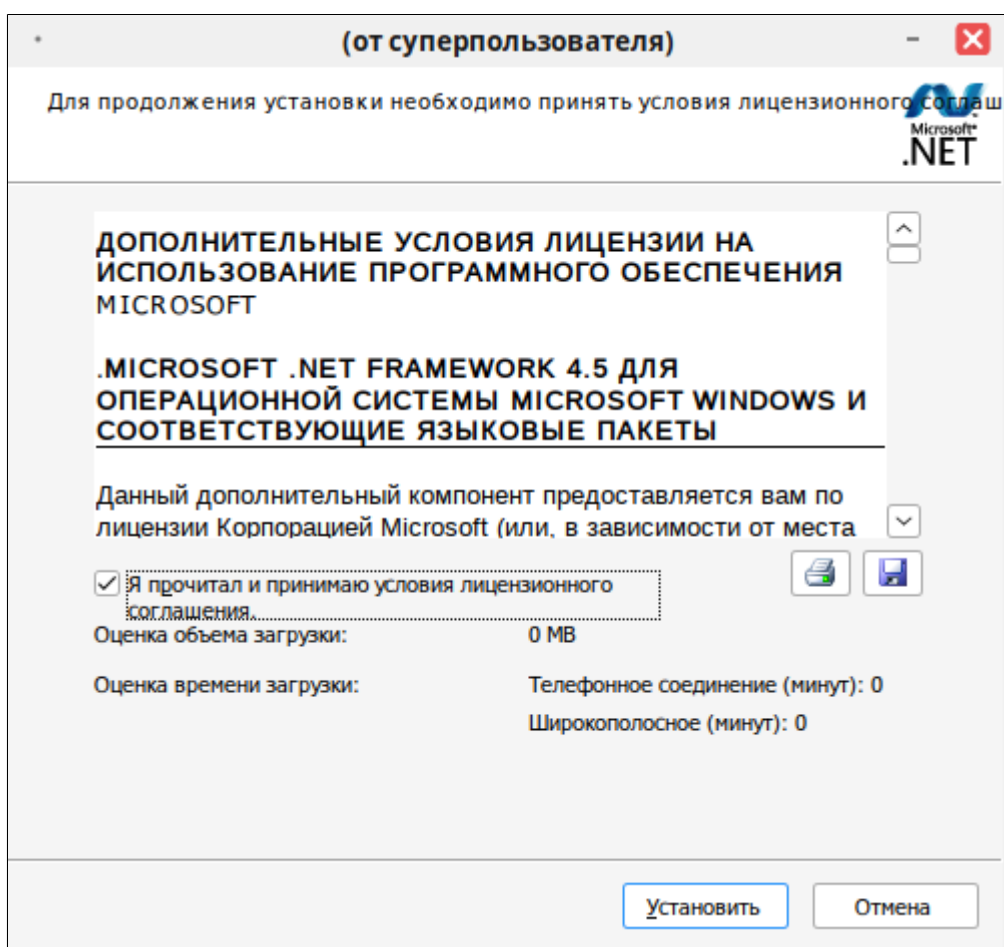 (от суперпользователя)
Для продолжения установки необходимо принять условия лицензионного соглаш
Microsoft
.NET
ДОПОЛНИТЕЛЬНЫЕ УСЛОВИЯ ЛИЦЕНЗИИ НА
ИСПОЛЬЗОВАНИЕ ПРОГРАММНОГО ОБЕСПЕЧЕНИЯ
MICROSOFT
.MICROSOFT .NET FRAMEWORK 4.5 ДЛЯ
ОПЕРАЦИОННОЙ СИСТЕМЫ MICROSOFT WINDOWS И
СООТВЕТСТВУЮЩИЕ ЯЗЫКОВЫЕ ПАКЕТЫ
Данный дополнительный компонент предоставляется вам по
лицензии Корпорацией Microsoft (или, в зависимости от места
Я прочитал и принимаю условия лицензионного
соглашения.
Оценка объема загрузки: 0 MB
Оценка времени загрузки: Телефонное соединение (минут): 0
Широкополосное (минут): 0
Установить Отмена